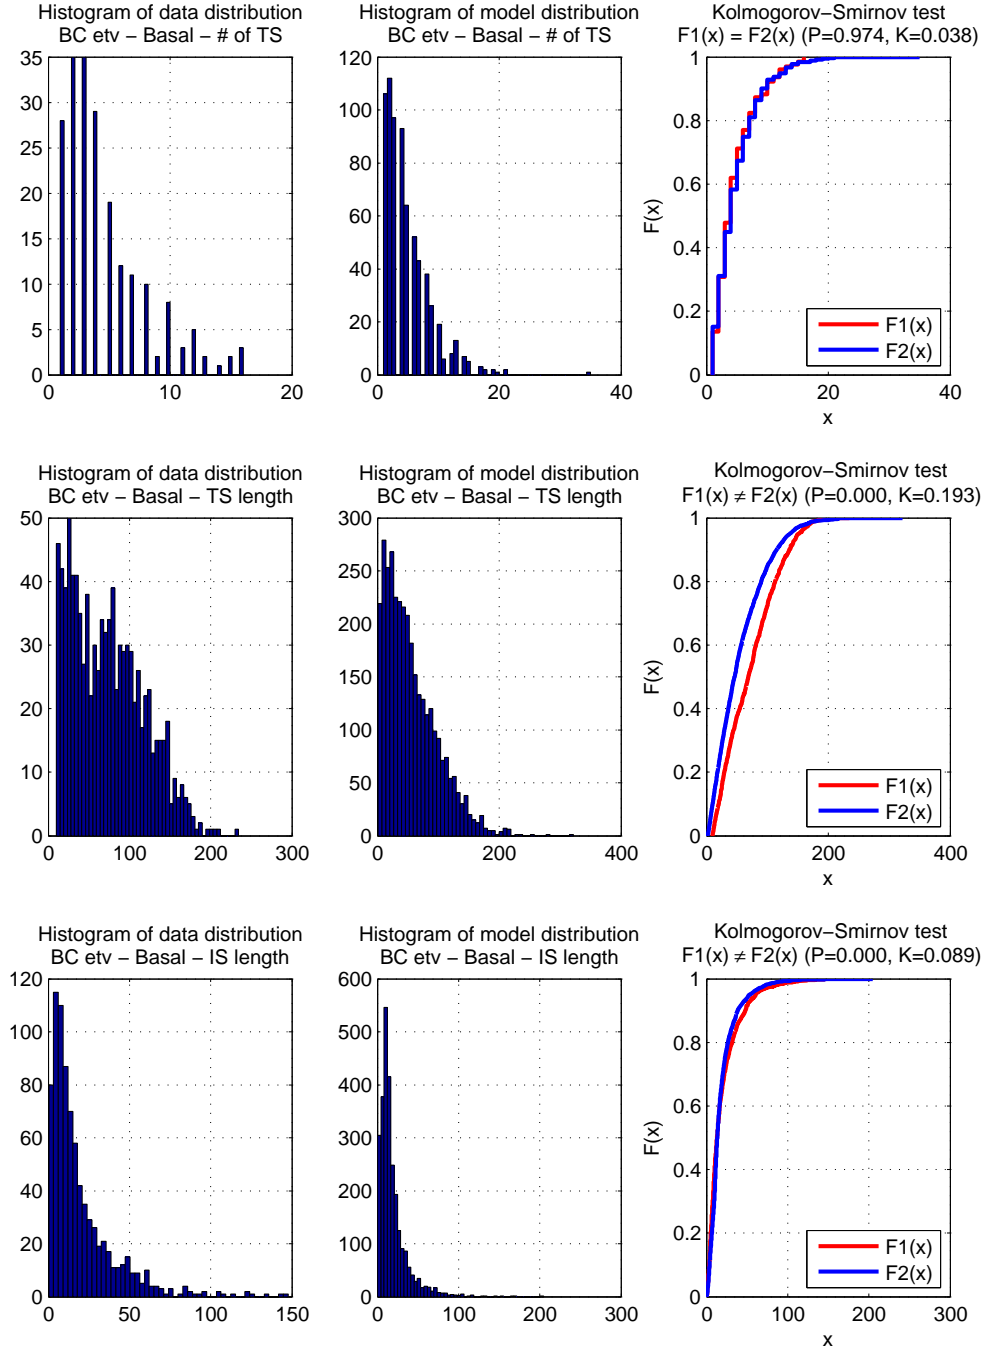 Histogram of data distribution
BC etv − Basal − # of TS
35
30
25
20
15
10
5
0
0 10 20
Histogram of model distribution
BC etv − Basal − # of TS
120
100
80
60
40
20
0
0 20 40
Kolmogorov−Smirnov test
F1(x) = F2(x) (P=0.974, K=0.038)
1
0.8
0.6
0.4
0.2
0
F(x)
F1(x)
F2(x)
0 20 40
x
Histogram of data distribution
BC etv − Basal − TS length
50
40
30
20
10
0
0 100 200 300
Histogram of model distribution
BC etv − Basal − TS length
300
250
200
150
100
50
0
0 200 400
Kolmogorov−Smirnov test
F1(x) ≠ F2(x) (P=0.000, K=0.193)
1
0.8
0.6
0.4
0.2
0
F(x)
F1(x)
F2(x)
0 200 400
x
Histogram of data distribution
BC etv − Basal − IS length
120
100
80
60
40
20
0
0 50 100 150
Histogram of model distribution
BC etv − Basal − IS length
600
500
400
300
200
100
0
0 100 200 300
Kolmogorov−Smirnov test
F1(x) ≠ F2(x) (P=0.000, K=0.089)
1
0.8
0.6
0.4
0.2
0
F(x)
F1(x)
F2(x)
0 100 200 300
x